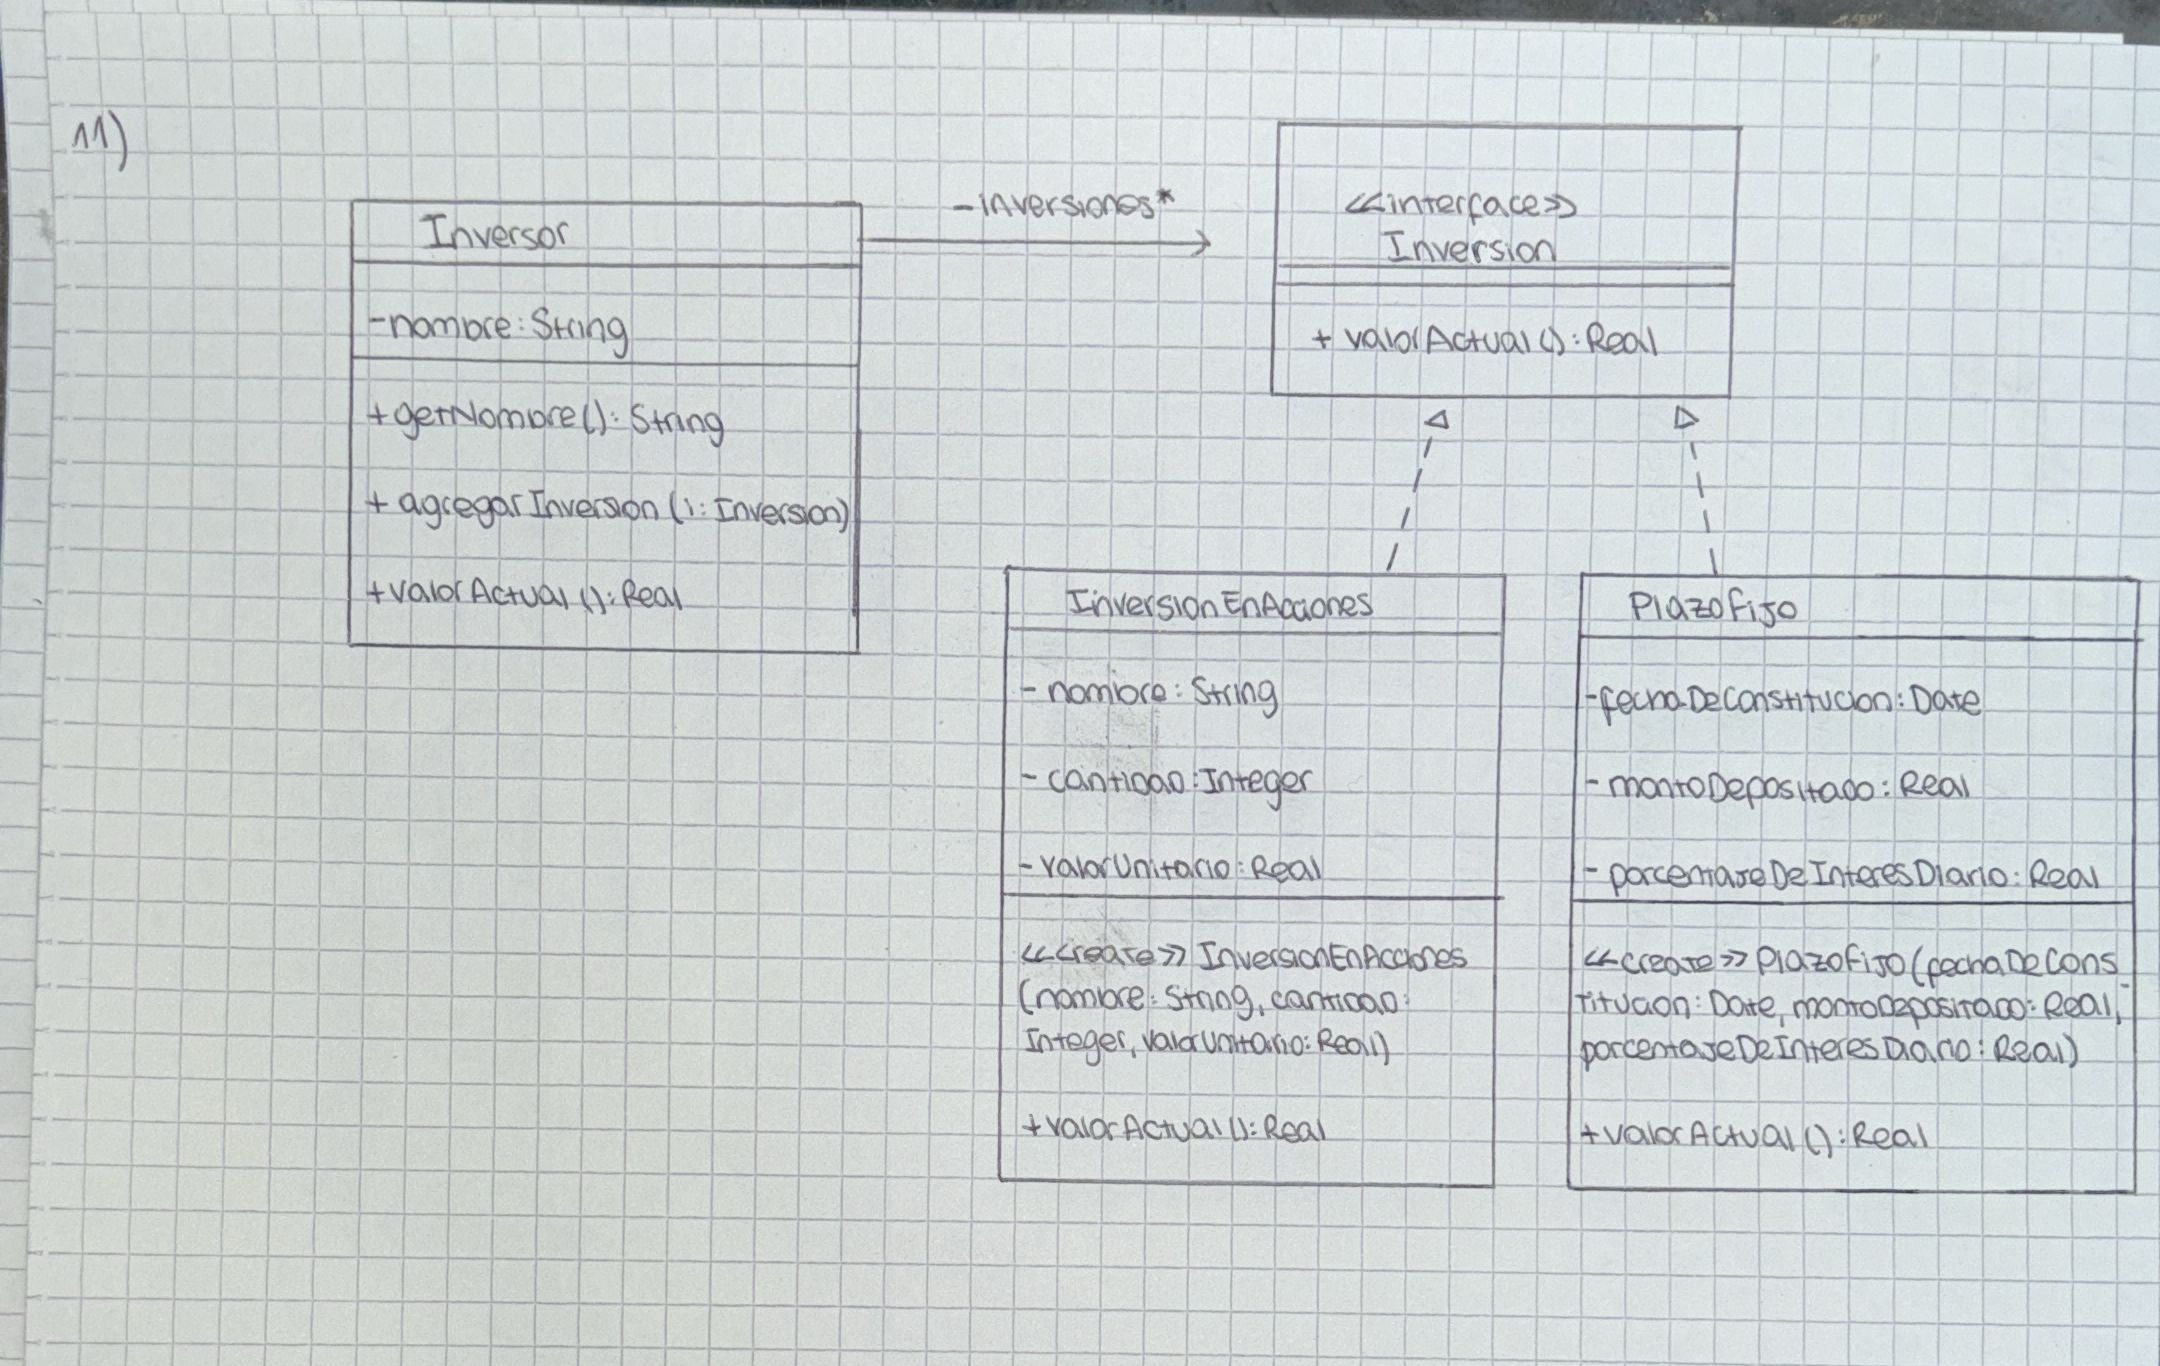 11)
Inversor
-nombre: String
+getNombre(): String
+ agregarInversion (i: Inversion)
+valorActual (): Real
-inversiones*
<<interface>>
Inversion
+ valorActual (): Real
InversionEnAcciones
- nombre: String
- cantidad: Integer
- valorUnitario: Real
<<create>> InversionEnAcciones
(nombre: String, cantidad:
Integer, valorUnitario: Real)
+valorActual (): Real
PlazoFijo
-fechaDeConstitucion: Date
- montoDepositado: Real
- porcentajeDeInteresDiario: Real
<<create>> PlazoFijo (fechaDeCons
titucion: Date, montoDepositado: Real,
porcentajeDeInteresDiario: Real)
+valorActual (): Real